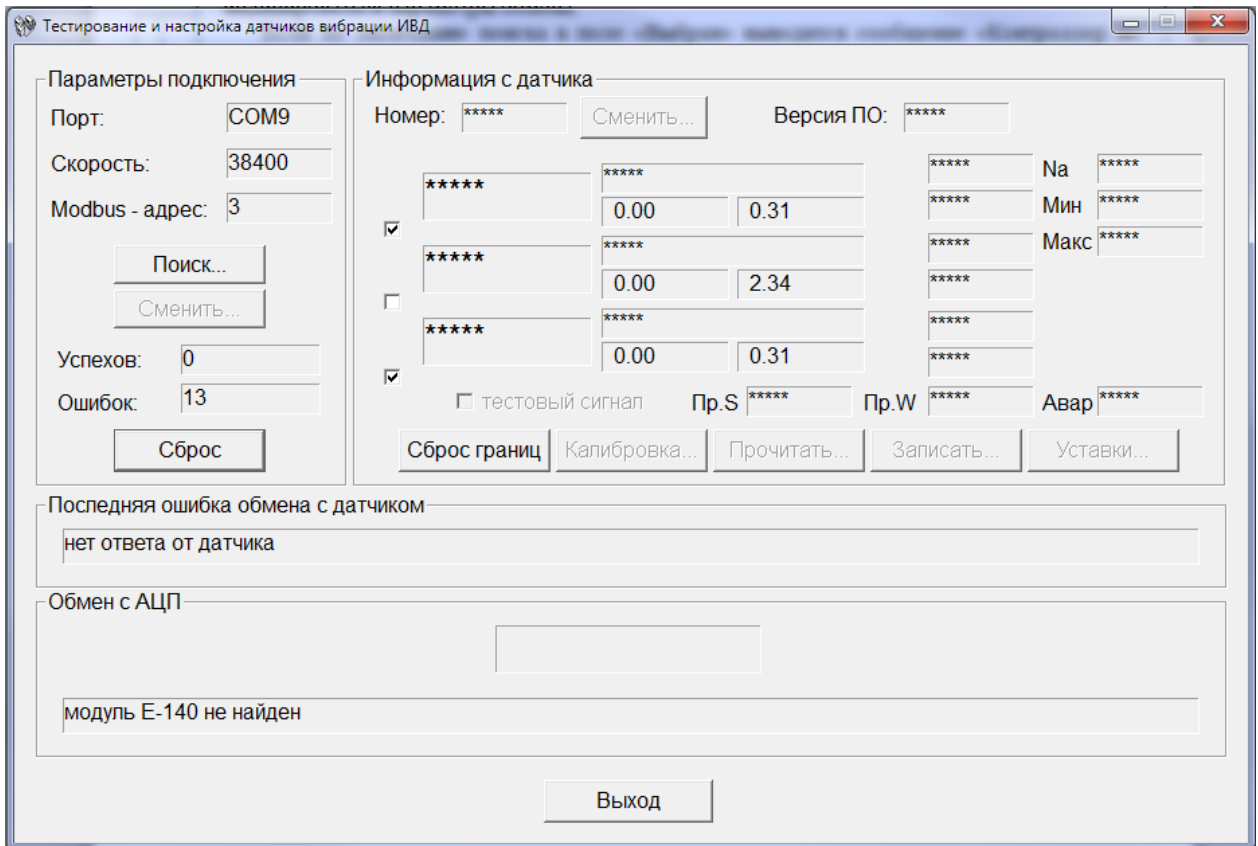 Тестирование и настройка датчиков вибрации ИВД
Параметры подключения
Порт: COM9
Скорость: 38400
Modbus - адрес: 3
Поиск...
Сменить...
Успехов: 0
Ошибок: 13
Сброс
Информация с датчика
Номер: ***** Сменить... Версия ПО: *****
***** ***** ***** Na *****
0.00 0.31 ***** Мин *****
***** ***** ***** Макс *****
0.00 2.34 *****
***** ***** *****
0.00 0.31 *****
тестовый сигнал Пр.S ***** Пр.W ***** Авар *****
Сброс границ Калибровка... Прочитать... Записать... Уставки...
Последняя ошибка обмена с датчиком
нет ответа от датчика
Обмен с АЦП
модуль E-140 не найден
Выход